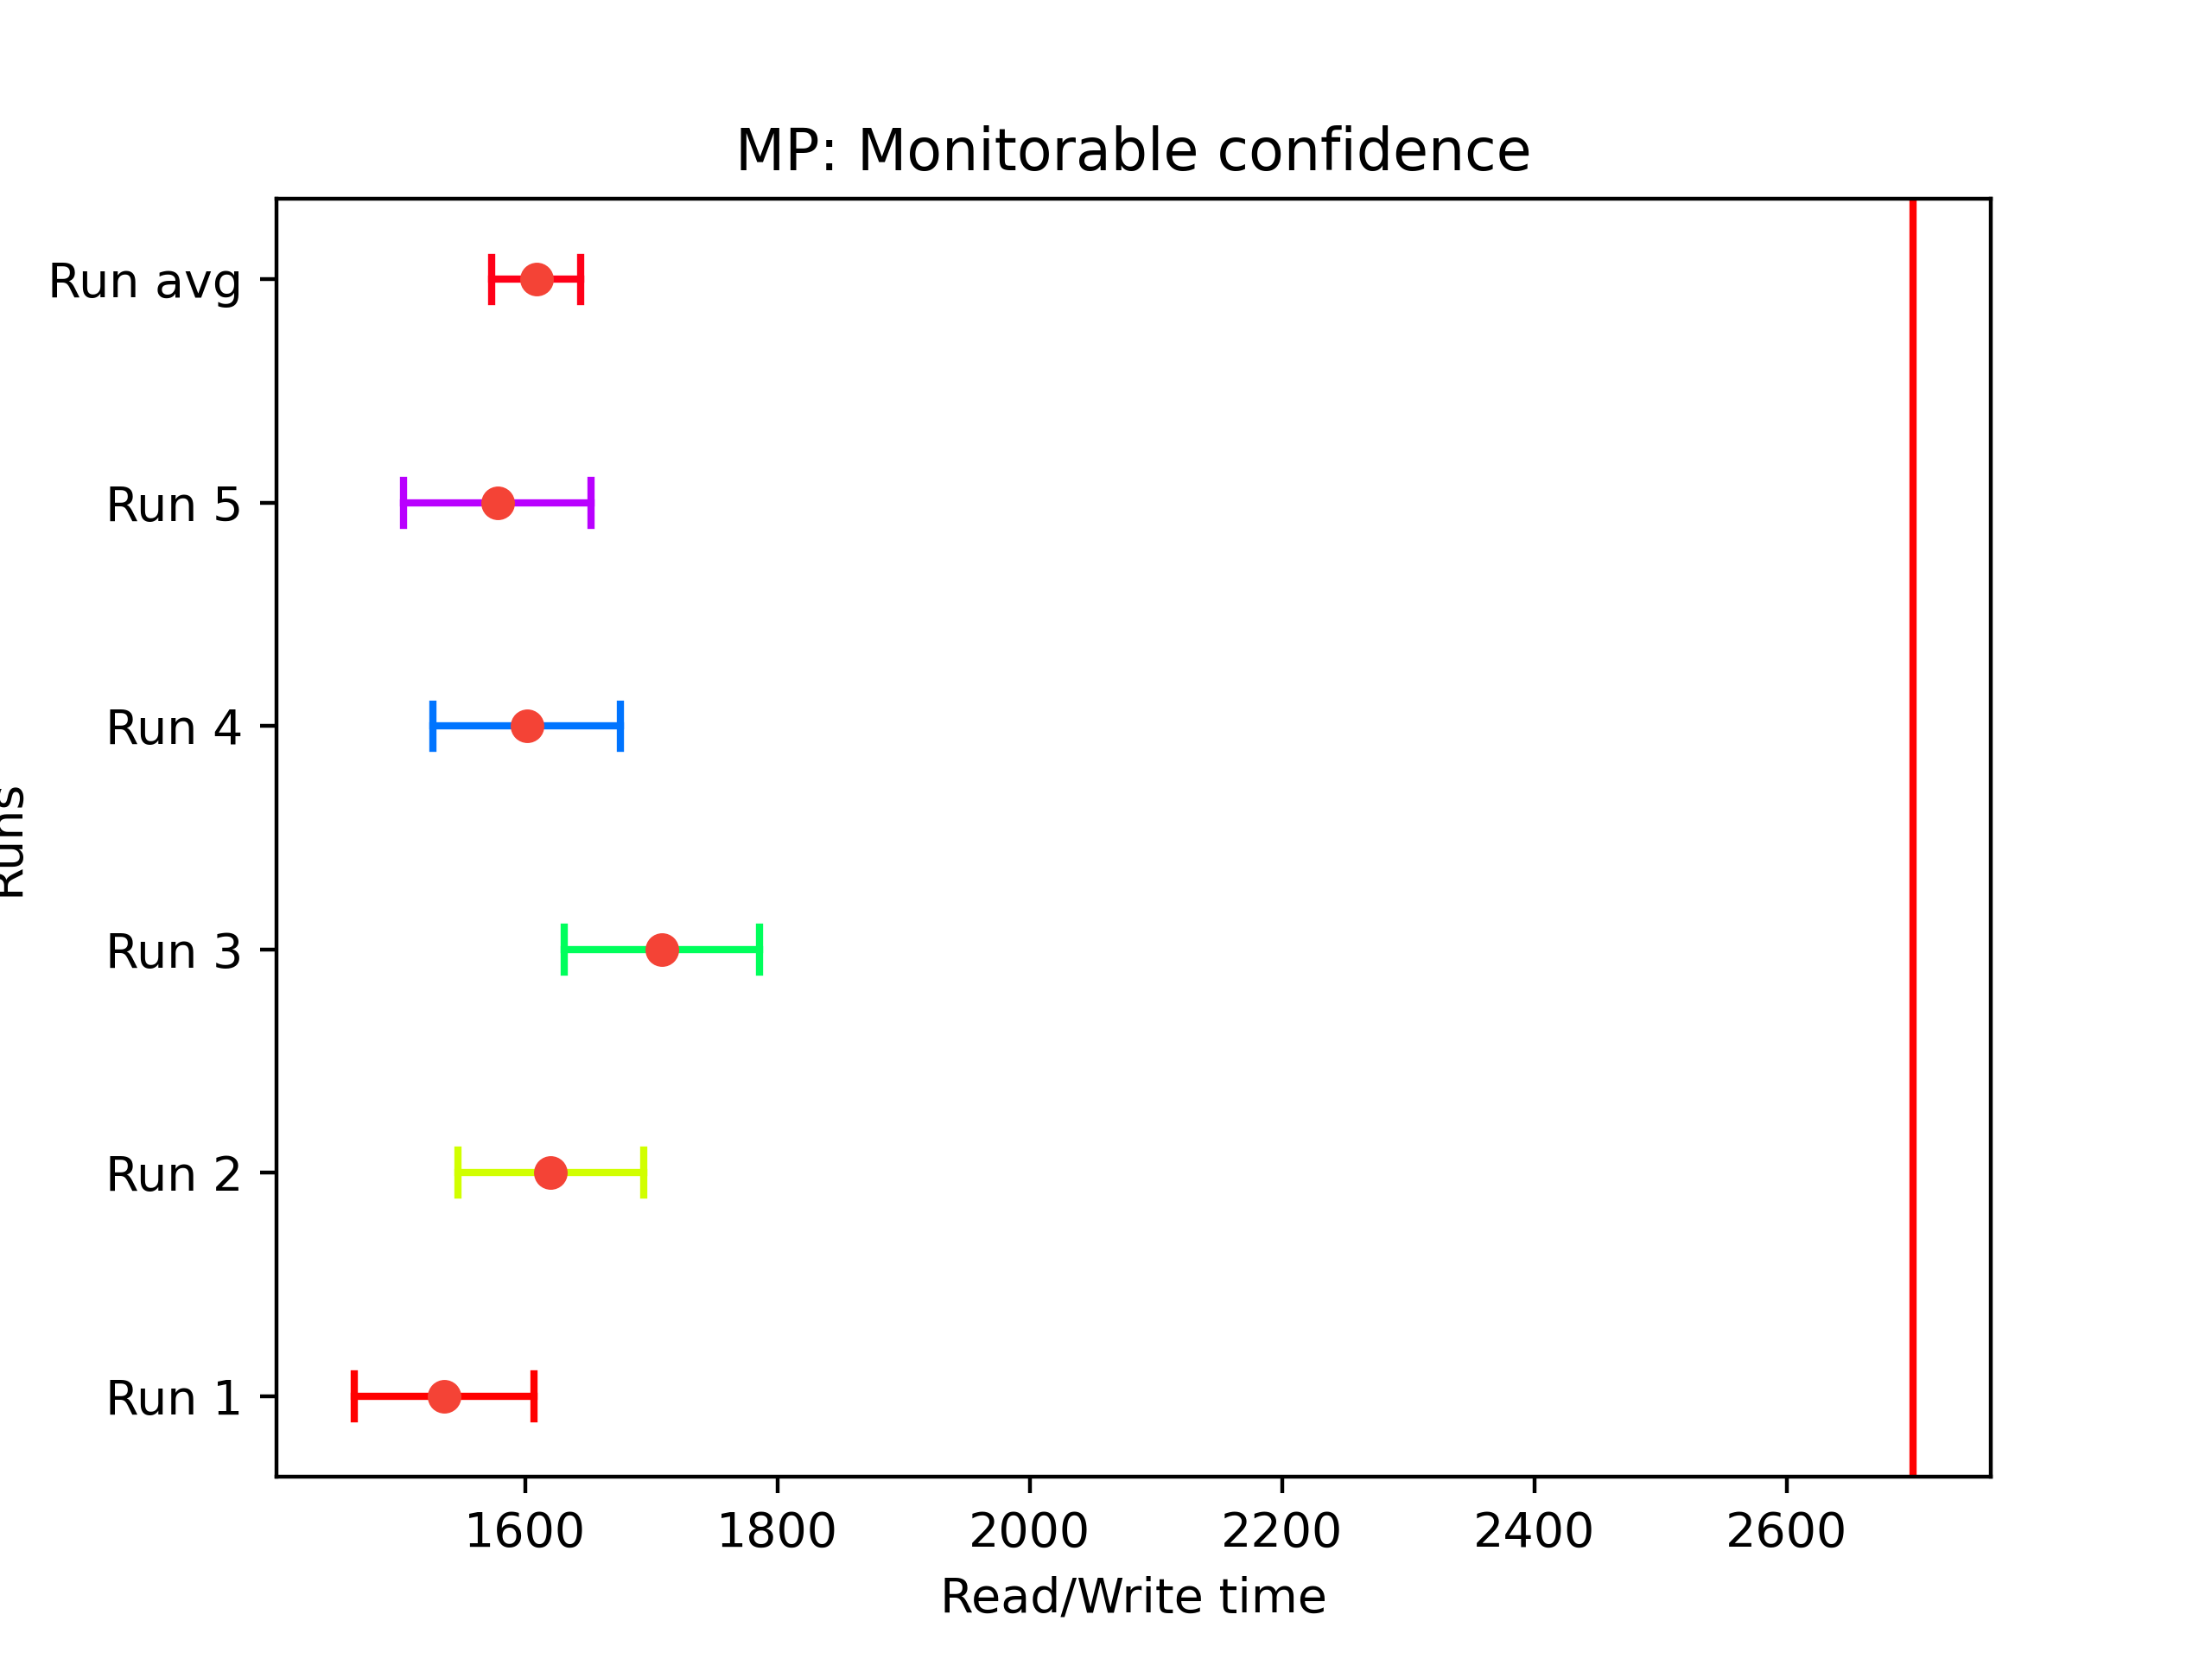 MP: Monitorable confidence
Run avg
Run 5
Run 4
Runs
Run 3
Run 2
Run 1
1600 1800 2000 2200 2400 2600
Read/Write time